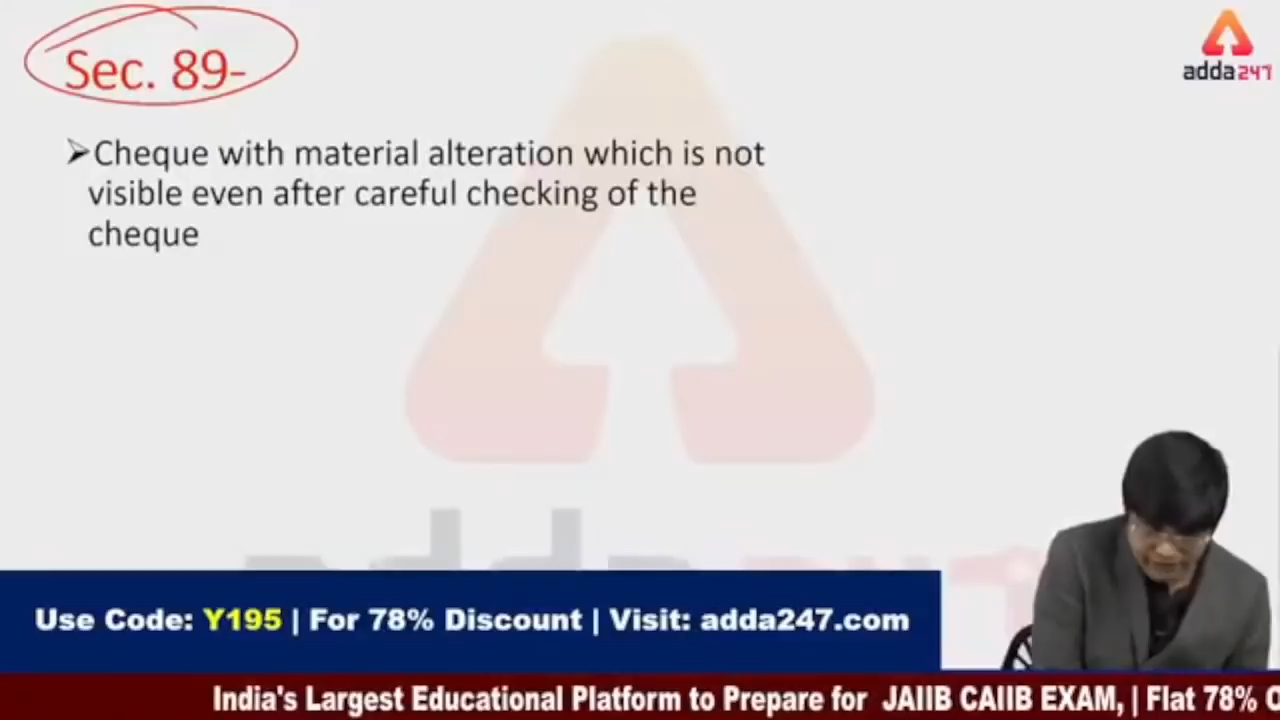 Sec. 89-
adda247
➢Cheque with material alteration which is not
visible even after careful checking of the
cheque
adda247
Use Code: Y195 | For 78% Discount | Visit: adda247.com
India's Largest Educational Platform to Prepare for JAIIB CAIIB EXAM, | Flat 78%